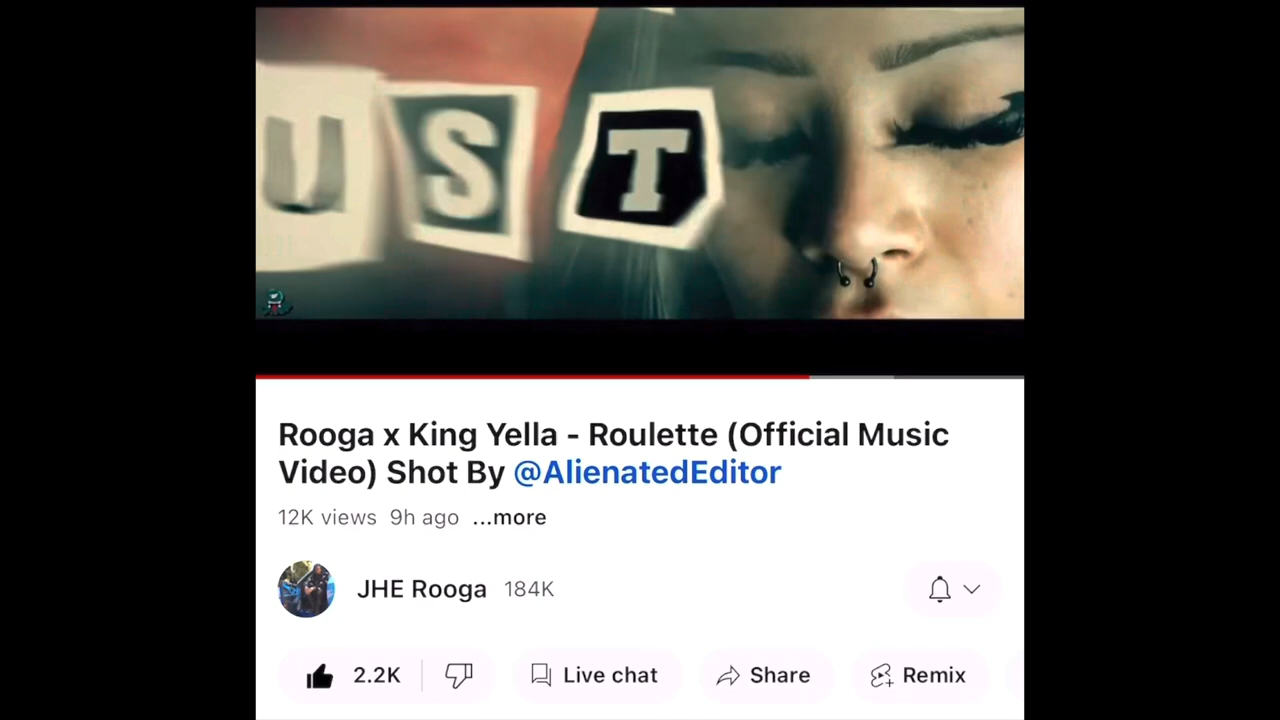 UST
Rooga x King Yella - Roulette (Official Music
Video) Shot By @AlienatedEditor
12K views 9h ago ...more
JHE Rooga 184K
2.2K Live chat Share Remix